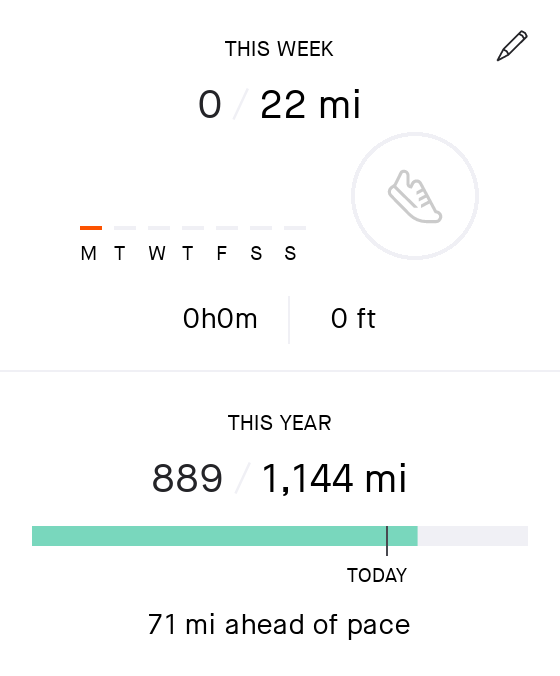 THIS WEEK
0 / 22 mi
M T W T F S S
0h0m 0 ft
THIS YEAR
889 / 1,144 mi
TODAY
71 mi ahead of pace